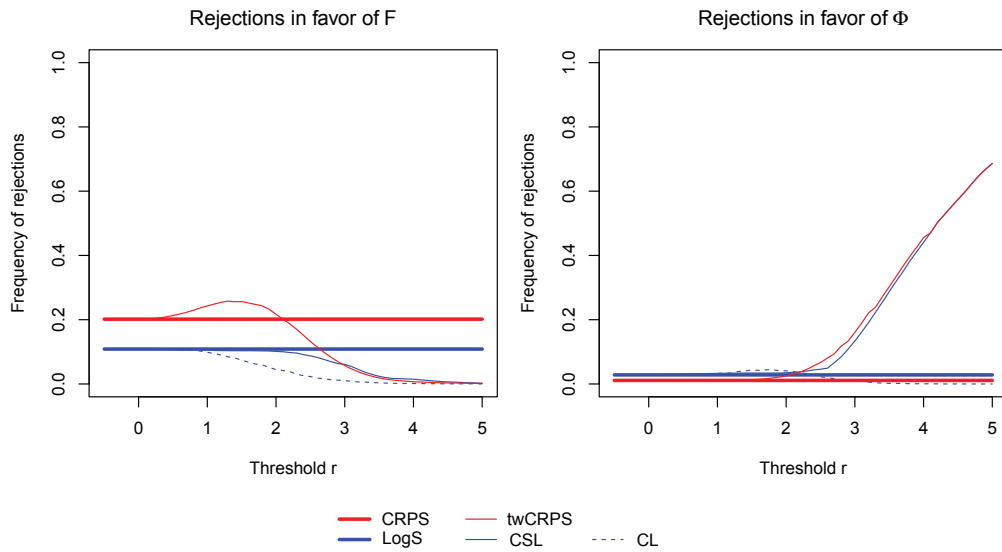 Rejections in favor of F
Rejections in favor of Φ
Frequency of rejections
1.0
0.8
0.6
0.4
0.2
0.0
0 1 2 3 4 5
Threshold r
Frequency of rejections
1.0
0.8
0.6
0.4
0.2
0.0
0 1 2 3 4 5
Threshold r
CRPS twCRPS
LogS CSL CL